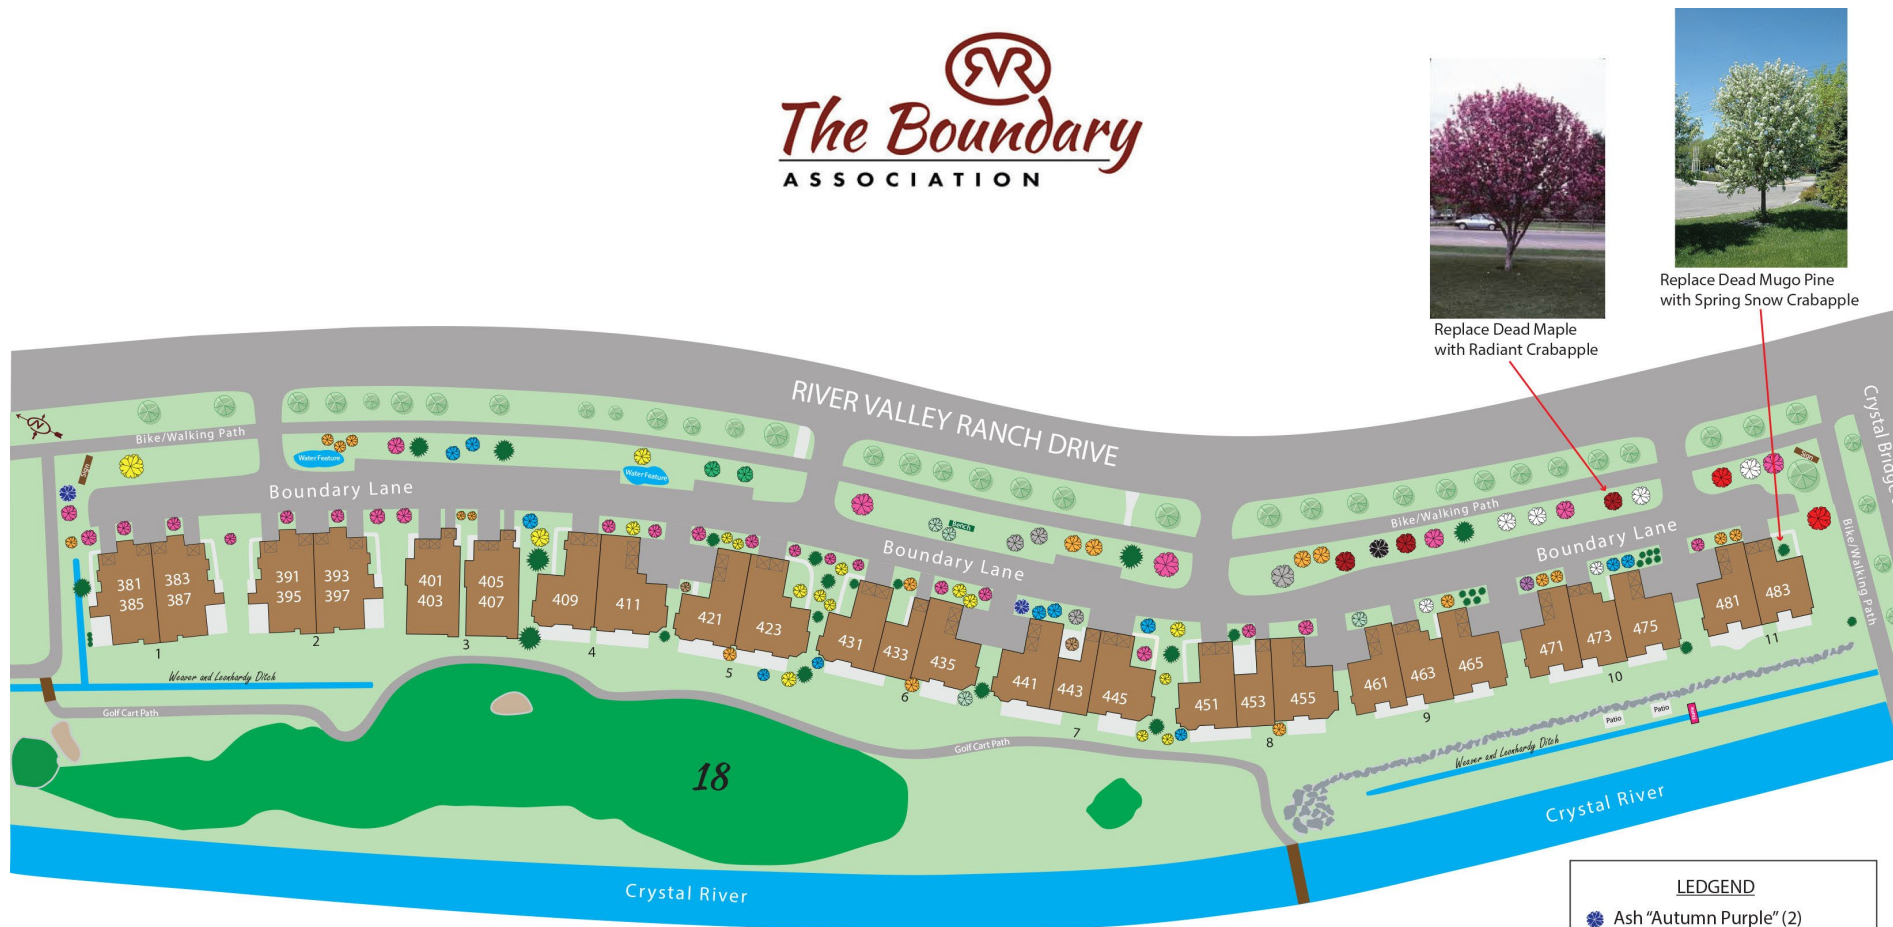 RVR
The Boundary
ASSOCIATION
Replace Dead Mugo Pine
with Spring Snow Crabapple
Replace Dead Maple
with Radiant Crabapple
RIVER VALLEY RANCH DRIVE
Crystal Bridge
N
Bike/Walking Path
Sign
Water Feature
Water Feature
Boundary Lane
Bench
Boundary Lane
Bike/Walking Path
Boundary Lane
Sign
Bike/Walking Path
381
383
385
387
1
391
393
395
397
2
401
405
403
407
3
409
411
4
421
423
5
431
433
435
6
441
443
445
7
451
453
455
8
461
463
465
9
471
473
475
10
481
483
11
Weaver and Leonhardy Ditch
Golf Cart Path
18
Golf Cart Path
Patio
Patio
Weaver and Leonhardy Ditch
Crystal River
Crystal River
LEDGEND
Ash “Autumn Purple” (2)